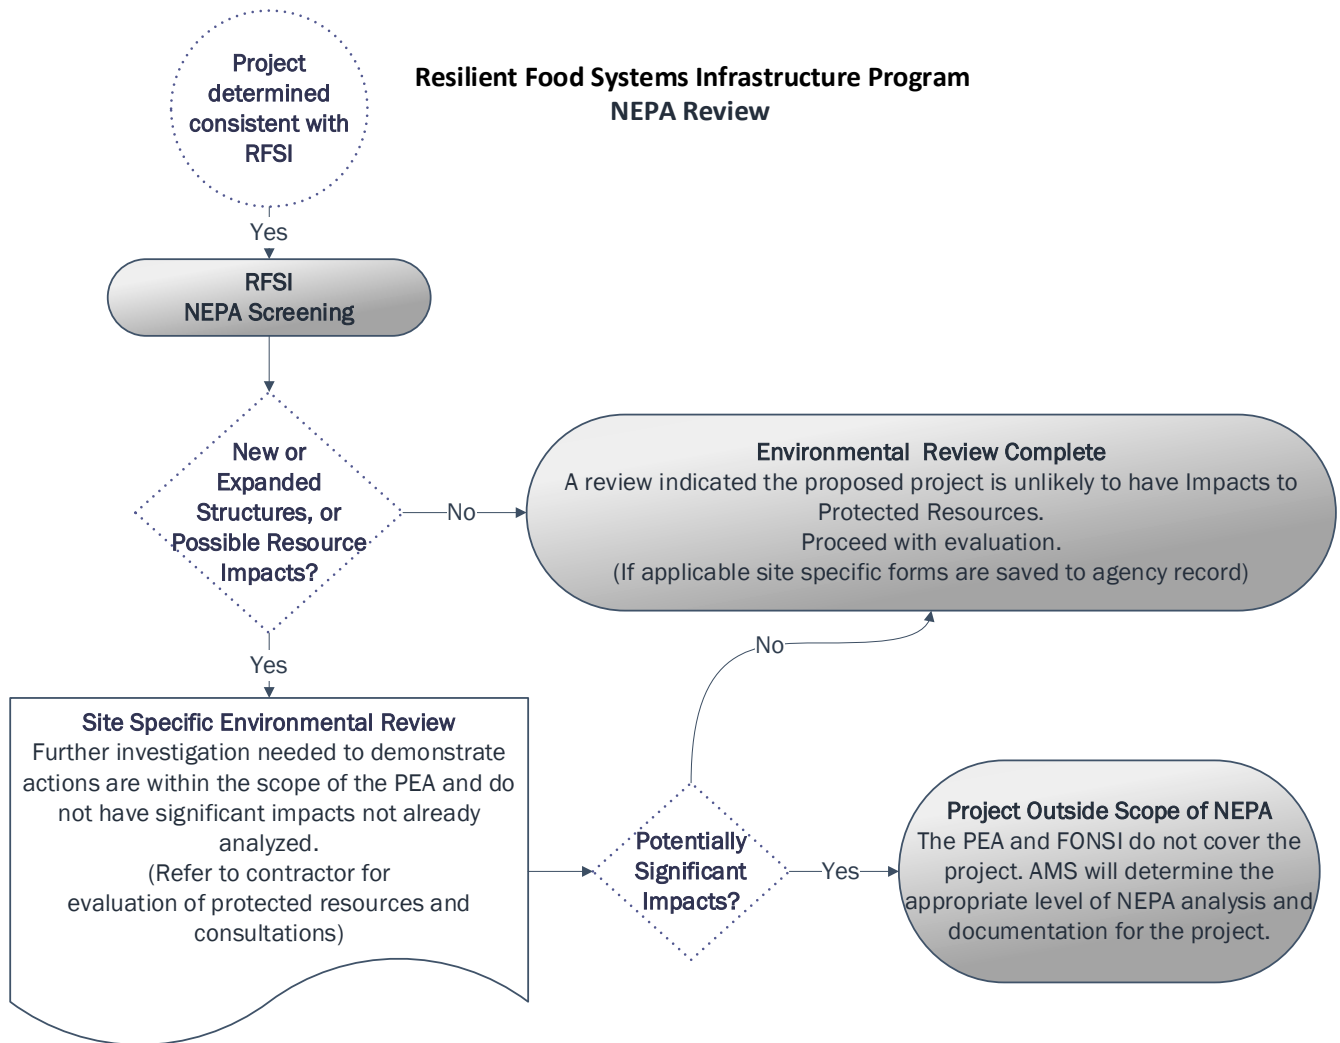 Project
determined
consistent with
RFSI
Resilient Food Systems Infrastructure Program
NEPA Review
Yes
RFSI
NEPA Screening
New or
Expanded
Structures, or
Possible Resource
Impacts?
No
Environmental  Review Complete
A review indicated the proposed project is unlikely to have Impacts to
Protected Resources.
Proceed with evaluation.
(If applicable site specific forms are saved to agency record)
Yes
No
Site Specific Environmental Review
Further investigation needed to demonstrate
actions are within the scope of the PEA and do
not have significant impacts not already
analyzed.
(Refer to contractor for
evaluation of protected resources and
consultations)
Potentially
Significant
Impacts?
Yes
Project Outside Scope of NEPA
The PEA and FONSI do not cover the
project. AMS will determine the
appropriate level of NEPA analysis and
documentation for the project.